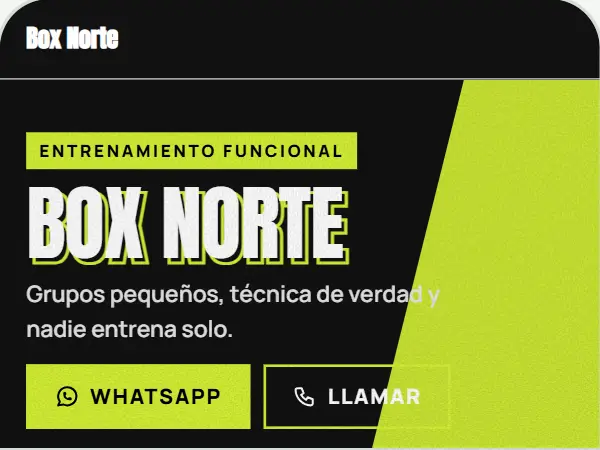 Box Norte
ENTRENAMIENTO FUNCIONAL
BOX NORTE
Grupos pequeños, técnica de verdad y
nadie entrena solo.
WHATSAPP
LLAMAR